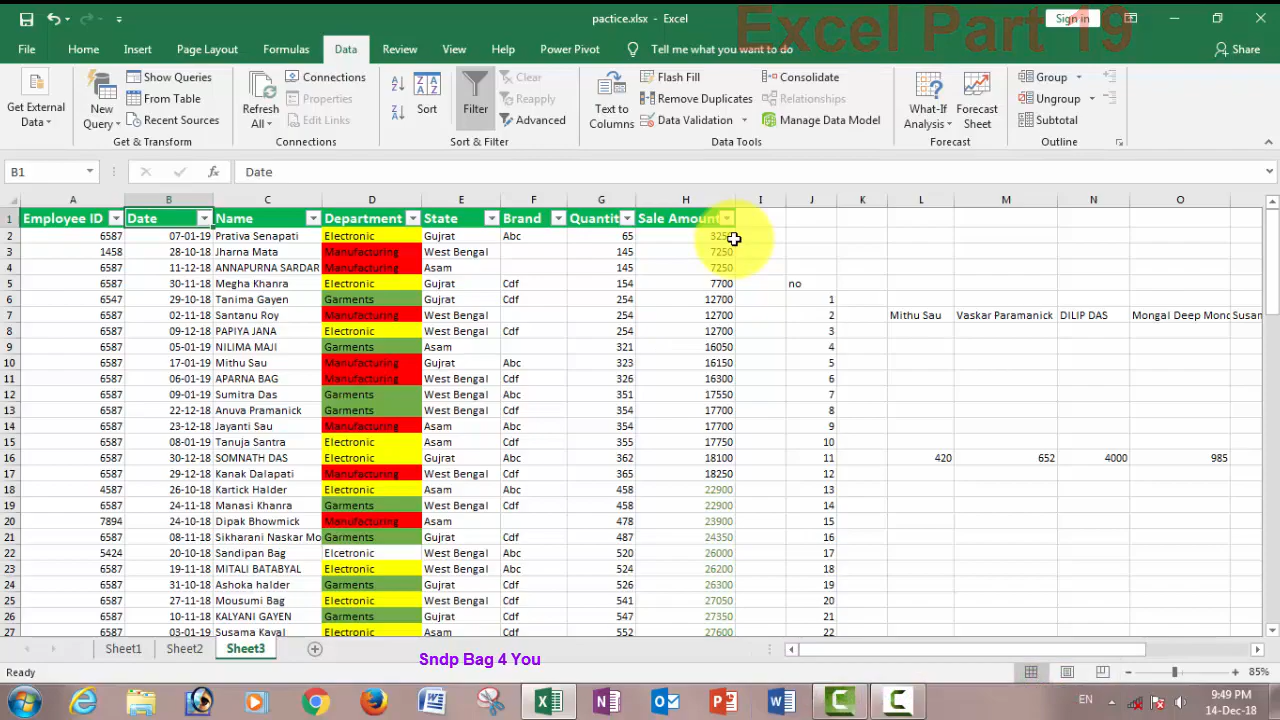 pactice.xlsx - Excel
Excel Part 19
Sign in
File Home Insert Page Layout Formulas Data Review View Help Power Pivot Tell me what you want to do Share
Get External Data
New Query
Show Queries
From Table
Recent Sources
Get & Transform
Refresh All
Connections
Properties
Edit Links
Connections
Sort
Filter
Clear
Reapply
Advanced
Sort & Filter
Text to Columns
Flash Fill
Remove Duplicates
Data Validation
Consolidate
Relationships
Manage Data Model
Data Tools
What-If Analysis
Forecast Sheet
Forecast
Group
Ungroup
Subtotal
Outline
B1 fx Date
A B C D E F G H I J K L M N O
1 Employee ID Date Name Department State Brand Quantit Sale Amount
2 6587 07-01-19 Prativa Senapati Electronic Gujrat Abc 65 3250
3 1458 28-10-18 Jharna Mata Manufacturing West Bengal 145 7250
4 6587 11-12-18 ANNAPURNA SARDAR Manufacturing Asam 145 7250
5 6587 30-11-18 Megha Khanra Electronic Gujrat Cdf 154 7700 no
6 6547 29-10-18 Tanima Gayen Garments Gujrat Cdf 254 12700 1
7 6587 02-11-18 Santanu Roy Manufacturing West Bengal 254 12700 2 Mithu Sau Vaskar Paramanick DILIP DAS Mongal Deep Mond Susan
8 6587 09-12-18 PAPIYA JANA Electronic West Bengal Cdf 254 12700 3
9 6587 05-01-19 NILIMA MAJI Garments Asam 321 16050 4
10 6587 17-01-19 Mithu Sau Manufacturing Gujrat Abc 323 16150 5
11 6587 06-01-19 APARNA BAG Manufacturing West Bengal Cdf 326 16300 6
12 6587 09-11-18 Sumitra Das Garments West Bengal Abc 351 17550 7
13 6587 22-12-18 Anuva Pramanick Garments West Bengal Cdf 354 17700 8
14 6587 23-12-18 Jayanti Sau Manufacturing Asam Abc 354 17700 9
15 6587 08-01-19 Tanuja Santra Electronic Asam Cdf 355 17750 10
16 6587 30-12-18 SOMNATH DAS Electronic Gujrat Abc 362 18100 11 420 652 4000 985
17 6587 29-12-18 Kanak Dalapati Manufacturing West Bengal Cdf 365 18250 12
18 4587 26-10-18 Kartick Halder Electronic Asam Abc 458 22900 13
19 6587 24-11-18 Manasi Khanra Garments West Bengal Cdf 458 22900 14
20 7894 24-10-18 Dipak Bhowmick Manufacturing Asam 478 23900 15
21 6587 08-11-18 Sikharani Naskar Mo Garments Gujrat Cdf 487 24350 16
22 5424 20-10-18 Sandipan Bag Elcetronic West Bengal Abc 520 26000 17
23 6587 19-11-18 MITALI BATABYAL Electronic West Bengal Abc 524 26200 18
24 6587 31-10-18 Ashoka halder Garments Gujrat Cdf 526 26300 19
25 6587 27-11-18 Mousumi Bag Electronic West Bengal Cdf 541 27050 20
26 6587 10-11-18 KALYANI GAYEN Garments Gujrat Cdf 547 27350 21
27 6587 03-01-19 Susama Kayal Electronic Asam Cdf 552 27600 22
Sheet1 Sheet2 Sheet3
Sndp Bag 4 You
Ready 85%
EN 9:49 PM
14-Dec-18